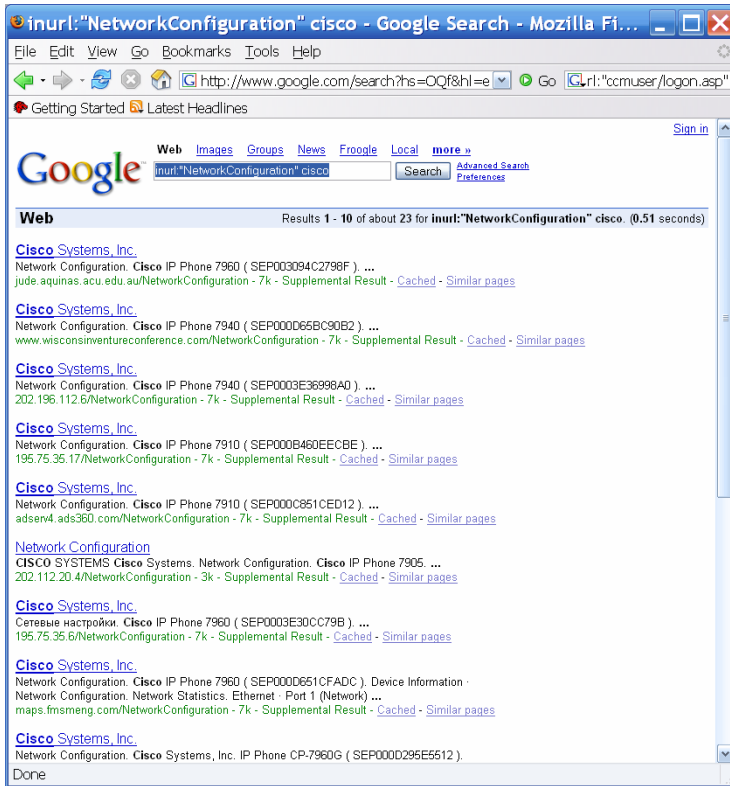 inurl:"NetworkConfiguration" cisco - Google Search - Mozilla Fi...
File Edit View Go Bookmarks Tools Help
http://www.google.com/search?hs=OQf&hl=e Go rl:"ccmuser/logon.asp"
Getting Started Latest Headlines
Sign in
Web Images Groups News Froogle Local more »
Google
inurl:"NetworkConfiguration" cisco Search Advanced Search
Preferences
Web Results 1 - 10 of about 23 for inurl:"NetworkConfiguration" cisco. (0.51 seconds)
Cisco Systems, Inc.
Network Configuration. Cisco IP Phone 7960 ( SEP003094C2798F ). ...
jude.aquinas.acu.edu.au/NetworkConfiguration - 7k - Supplemental Result - Cached - Similar pages
Cisco Systems, Inc.
Network Configuration. Cisco IP Phone 7940 ( SEP000D65BC90B2 ). ...
www.wisconsinventureconference.com/NetworkConfiguration - 7k - Supplemental Result - Cached - Similar pages
Cisco Systems, Inc.
Network Configuration. Cisco IP Phone 7940 ( SEP0003E36998A0 ). ...
202.196.112.6/NetworkConfiguration - 7k - Supplemental Result - Cached - Similar pages
Cisco Systems, Inc.
Network Configuration. Cisco IP Phone 7910 ( SEP000B460EECBE ). ...
195.75.35.17/NetworkConfiguration - 7k - Supplemental Result - Cached - Similar pages
Cisco Systems, Inc.
Network Configuration. Cisco IP Phone 7910 ( SEP000C851CED12 ). ...
adserv4.ads360.com/NetworkConfiguration - 7k - Supplemental Result - Cached - Similar pages
Network Configuration
CISCO SYSTEMS Cisco Systems. Network Configuration. Cisco IP Phone 7905. ...
202.112.20.4/NetworkConfiguration - 3k - Supplemental Result - Cached - Similar pages
Cisco Systems, Inc.
Сетевые настройки. Cisco IP Phone 7960 ( SEP0003E30CC79B ). ...
195.75.35.6/NetworkConfiguration - 7k - Supplemental Result - Cached - Similar pages
Cisco Systems, Inc.
Network Configuration. Cisco IP Phone 7960 ( SEP000D651CFADC ). Device Information ·
Network Configuration. Network Statistics. Ethernet · Port 1 (Network) ...
maps.fmsmeng.com/NetworkConfiguration - 7k - Supplemental Result - Cached - Similar pages
Cisco Systems, Inc.
Network Configuration. Cisco Systems, Inc. IP Phone CP-7960G ( SEP000D295E5512 ).
Done